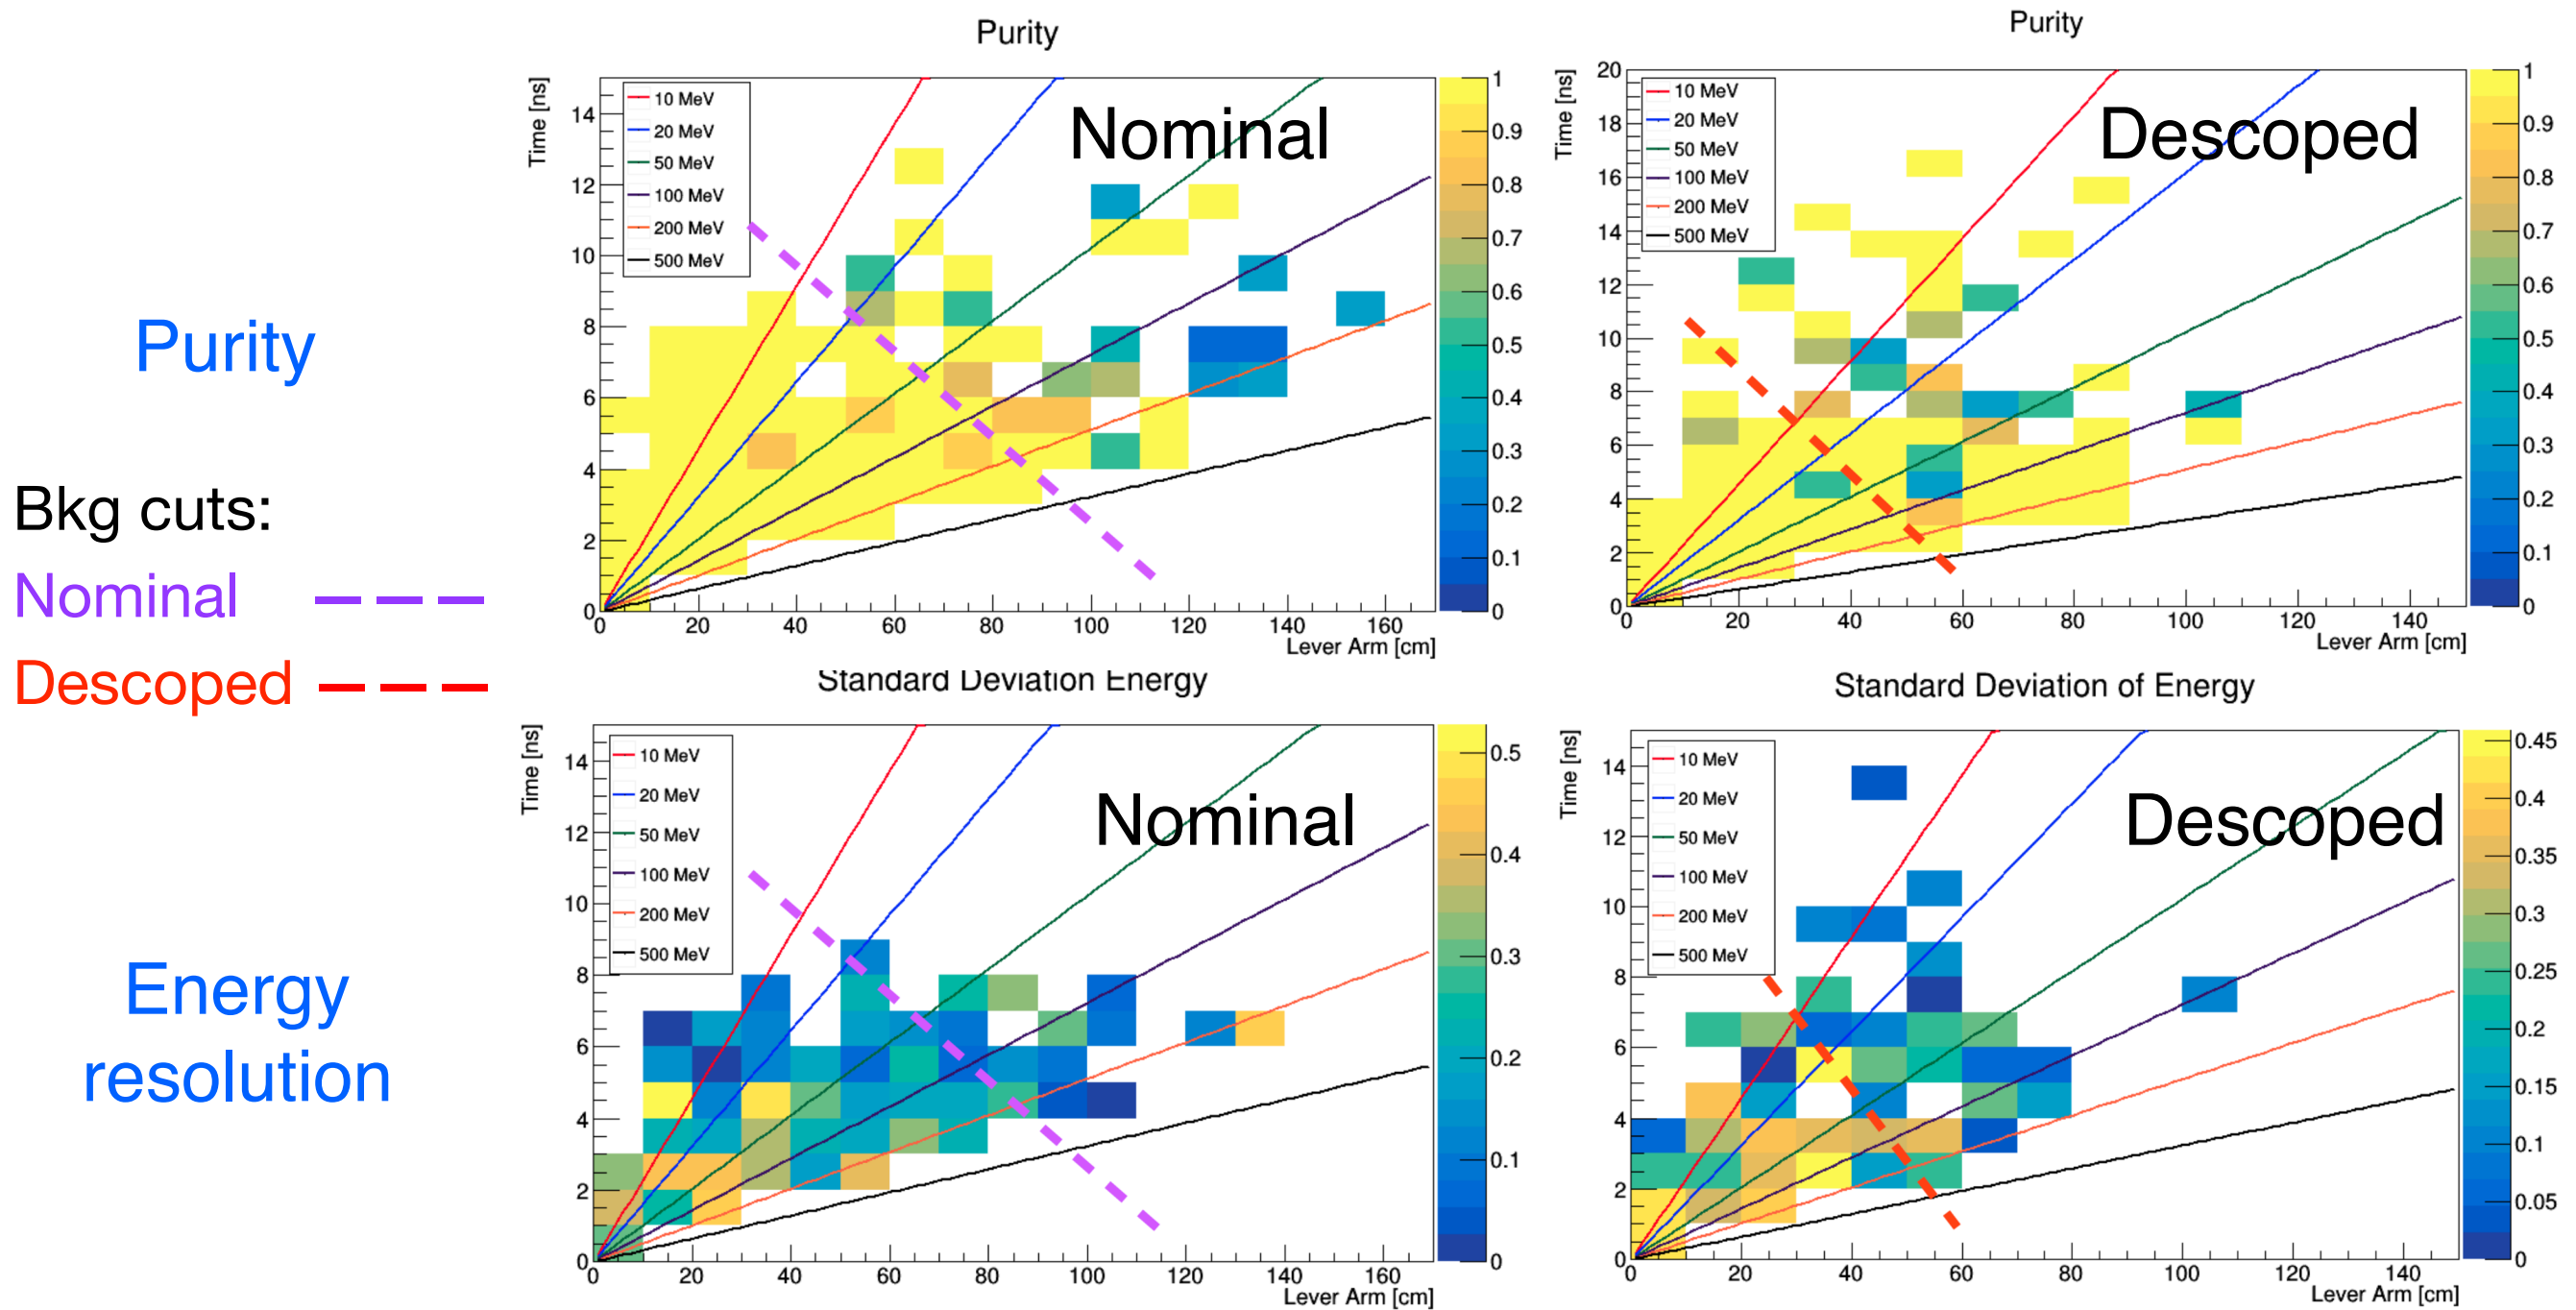 Purity
Bkg cuts:
Nominal
Descoped
Energy
resolution
Purity
Time [ns]
Nominal
10 MeV
20 MeV
50 MeV
100 MeV
200 MeV
500 MeV
14
12
10
8
6
4
2
0
0 20 40 60 80 100 120 140 160
Lever Arm [cm]
1
0.9
0.8
0.7
0.6
0.5
0.4
0.3
0.2
0.1
0
Purity
Time [ns]
Descoped
10 MeV
20 MeV
50 MeV
100 MeV
200 MeV
500 MeV
20
18
16
14
12
10
8
6
4
2
0
0 20 40 60 80 100 120 140
Lever Arm [cm]
1
0.9
0.8
0.7
0.6
0.5
0.4
0.3
0.2
0.1
0
Standard Deviation Energy
Time [ns]
Nominal
10 MeV
20 MeV
50 MeV
100 MeV
200 MeV
500 MeV
14
12
10
8
6
4
2
0
0 20 40 60 80 100 120 140 160
Lever Arm [cm]
0.5
0.4
0.3
0.2
0.1
0
Standard Deviation of Energy
Time [ns]
Descoped
10 MeV
20 MeV
50 MeV
100 MeV
200 MeV
500 MeV
14
12
10
8
6
4
2
0
0 20 40 60 80 100 120 140
Lever Arm [cm]
0.45
0.4
0.35
0.3
0.25
0.2
0.15
0.1
0.05
0